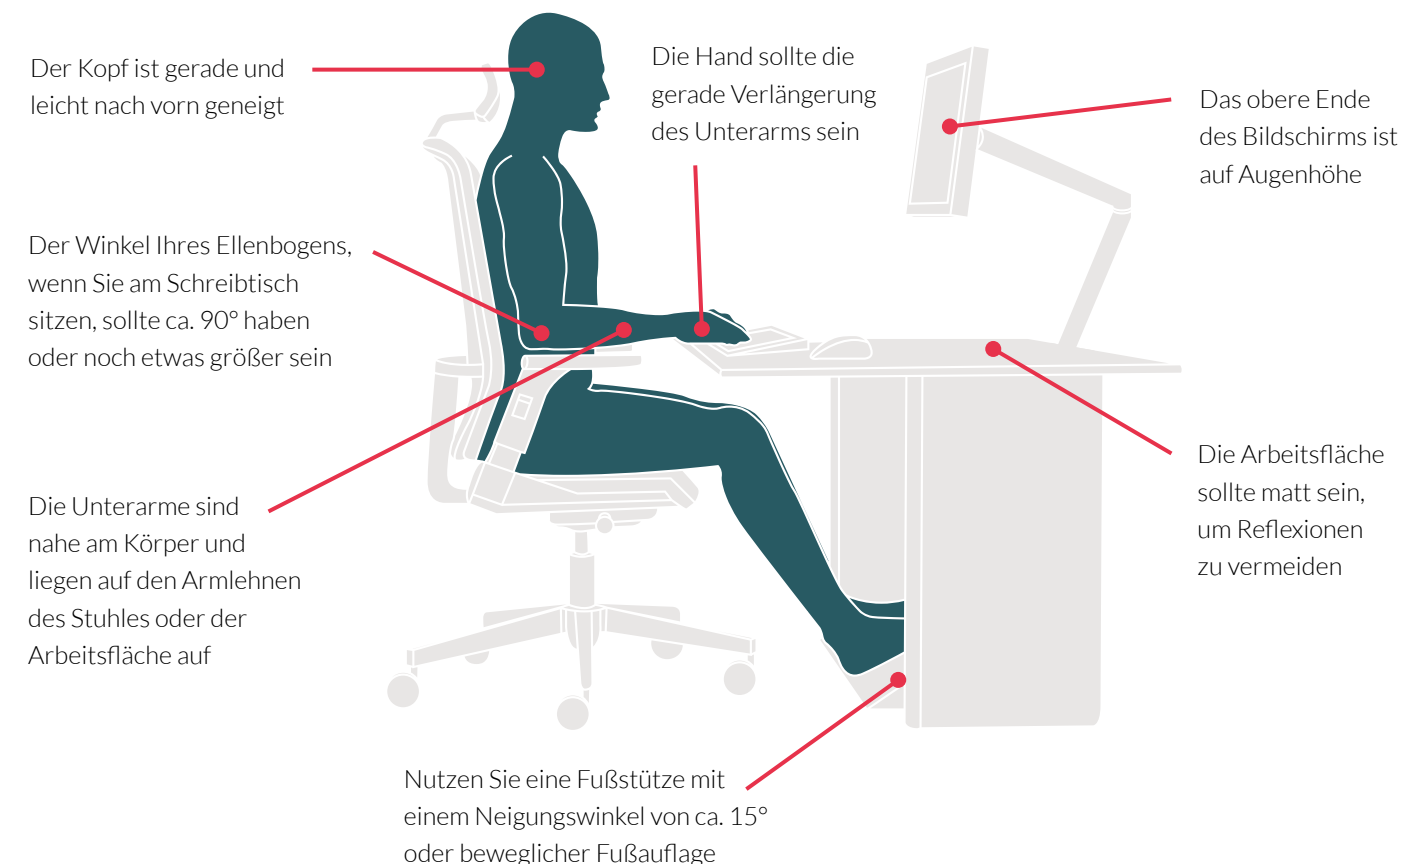 Der Kopf ist gerade und
leicht nach vorn geneigt
Die Hand sollte die
gerade Verlängerung
des Unterarms sein
Das obere Ende
des Bildschirms ist
auf Augenhöhe
Der Winkel Ihres Ellenbogens,
wenn Sie am Schreibtisch
sitzen, sollte ca. 90° haben
oder noch etwas größer sein
Die Unterarme sind
nahe am Körper und
liegen auf den Armlehnen
des Stuhles oder der
Arbeitsfläche auf
Die Arbeitsfläche
sollte matt sein,
um Reflexionen
zu vermeiden
Nutzen Sie eine Fußstütze mit
einem Neigungswinkel von ca. 15°
oder beweglicher Fußauflage